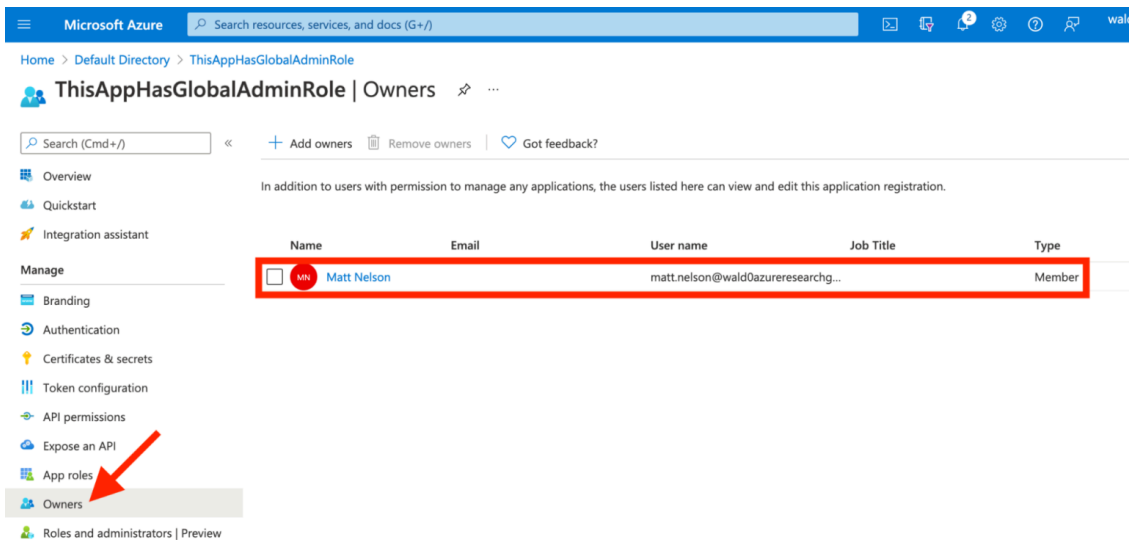 Microsoft Azure
Search resources, services, and docs (G+/)
2
Home > Default Directory > ThisAppHasGlobalAdminRole
ThisAppHasGlobalAdminRole | Owners
Search (Cmd+/)
«
Add owners
Remove owners
Got feedback?
Overview
Quickstart
Integration assistant
Manage
Branding
Authentication
Certificates & secrets
Token configuration
API permissions
Expose an API
App roles
Owners
Roles and administrators | Preview
In addition to users with permission to manage any applications, the users listed here can view and edit this application registration.
Name Email User name Job Title Type
MN Matt Nelson matt.nelson@wald0azureresearchg... Member